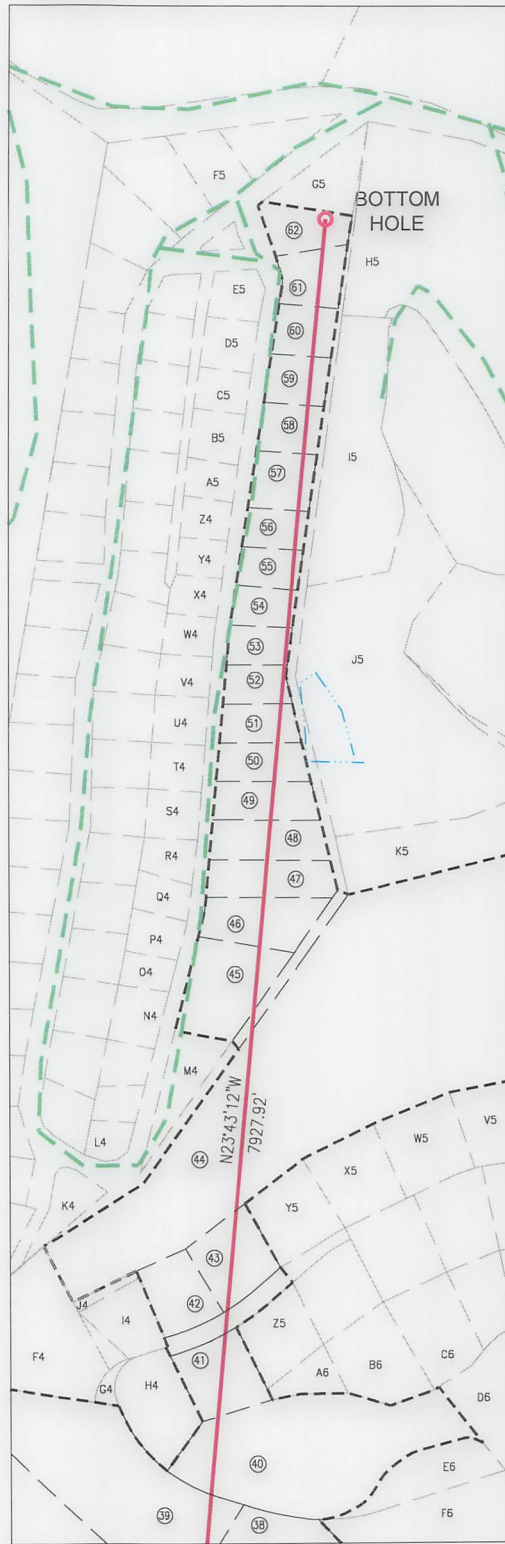 F5
G5
BOTTOM
HOLE
62
H5
E5
61
60
D5
59
C5
58
B5
I5
57
A5
Z4
56
Y4
55
X4
54
W4
53
J5
V4
52
U4
51
T4
50
S4
49
R4
48
K5
47
Q4
46
P4
O4
45
N4
M4
N23°43'12"W
7927.92'
V5
W5
L4
44
X5
K4
Y5
43
J4
42
I4
Z5
41
F4
A6
B6
C6
G4
H4
D6
40
E6
39
38
F6